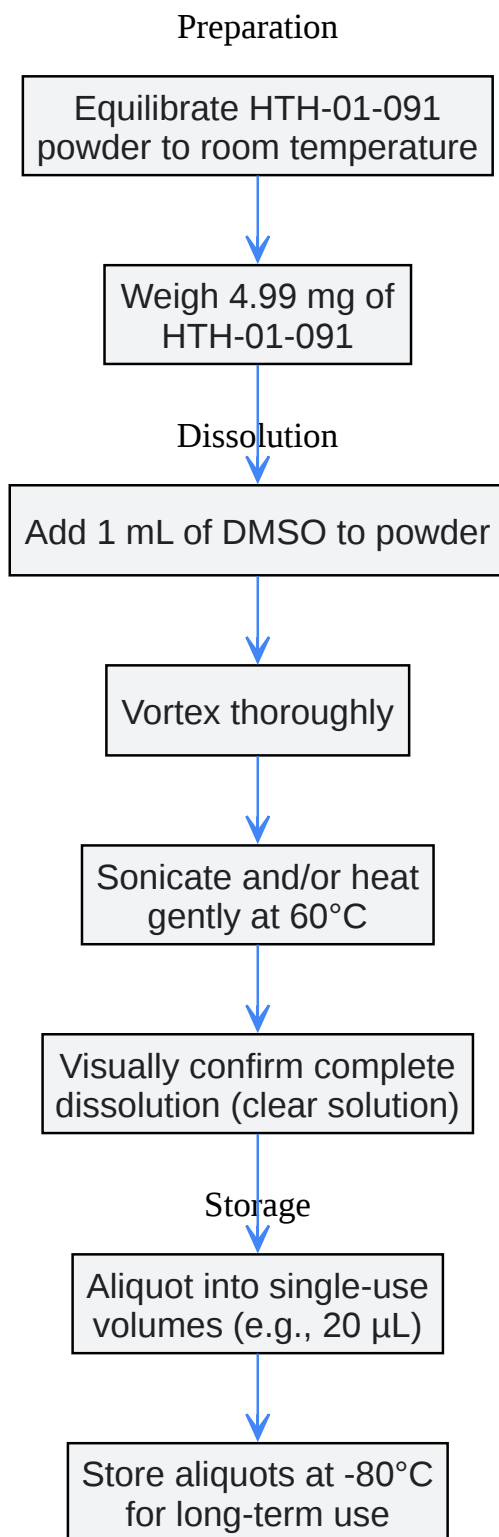 Preparation
Equilibrate HTH-01-091
powder to room temperature
Weigh 4.99 mg of
HTH-01-091
Dissolution
Add 1 mL of DMSO to powder
Vortex thoroughly
Sonicate and/or heat
gently at 60°C
Visually confirm complete
dissolution (clear solution)
Storage
Aliquot into single-use
volumes (e.g., 20 µL)
Store aliquots at -80°C
for long-term use